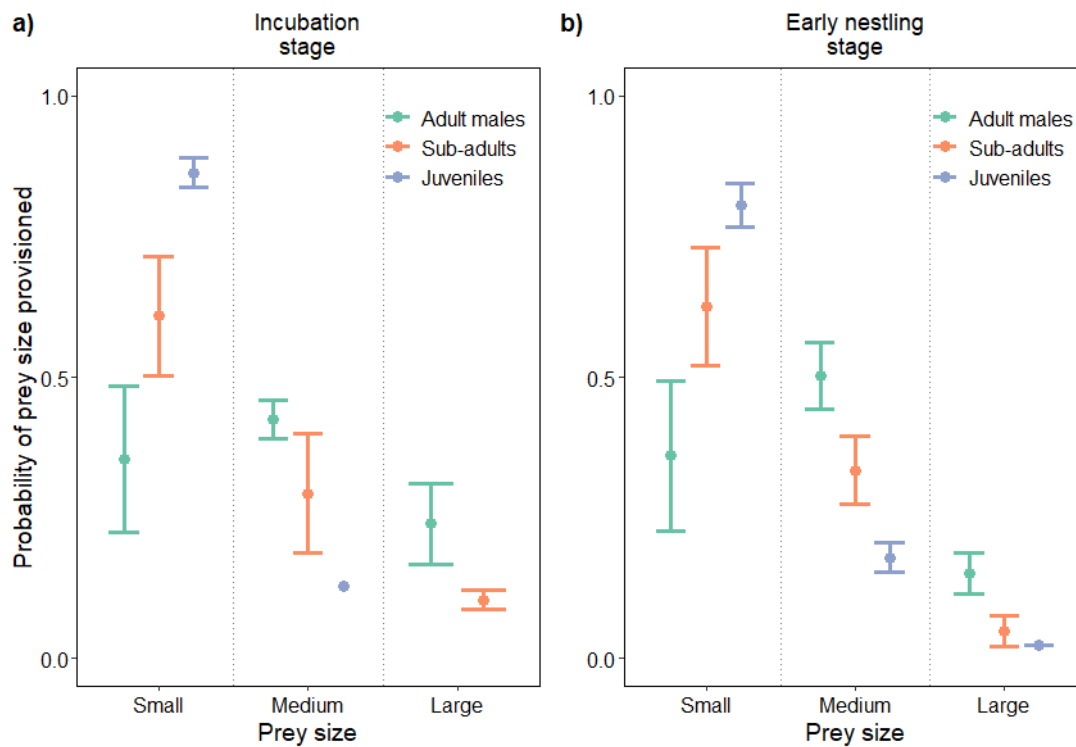 a)
Incubation
stage
Probability of prey size provisioned
1.0
0.5
0.0
Adult males
Sub-adults
Juveniles
Small
Medium
Large
Prey size
b)
Early nestling
stage
1.0
0.5
0.0
Adult males
Sub-adults
Juveniles
Small
Medium
Large
Prey size